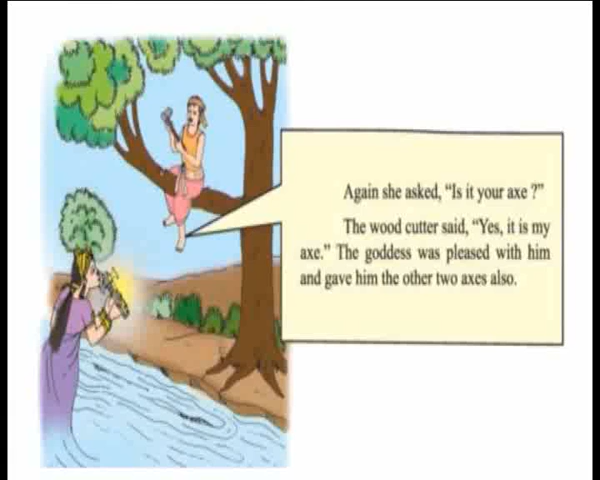 Again she asked, “Is it your axe ?”
The wood cutter said, “Yes, it is my
axe.” The goddess was pleased with him
and gave him the other two axes also.